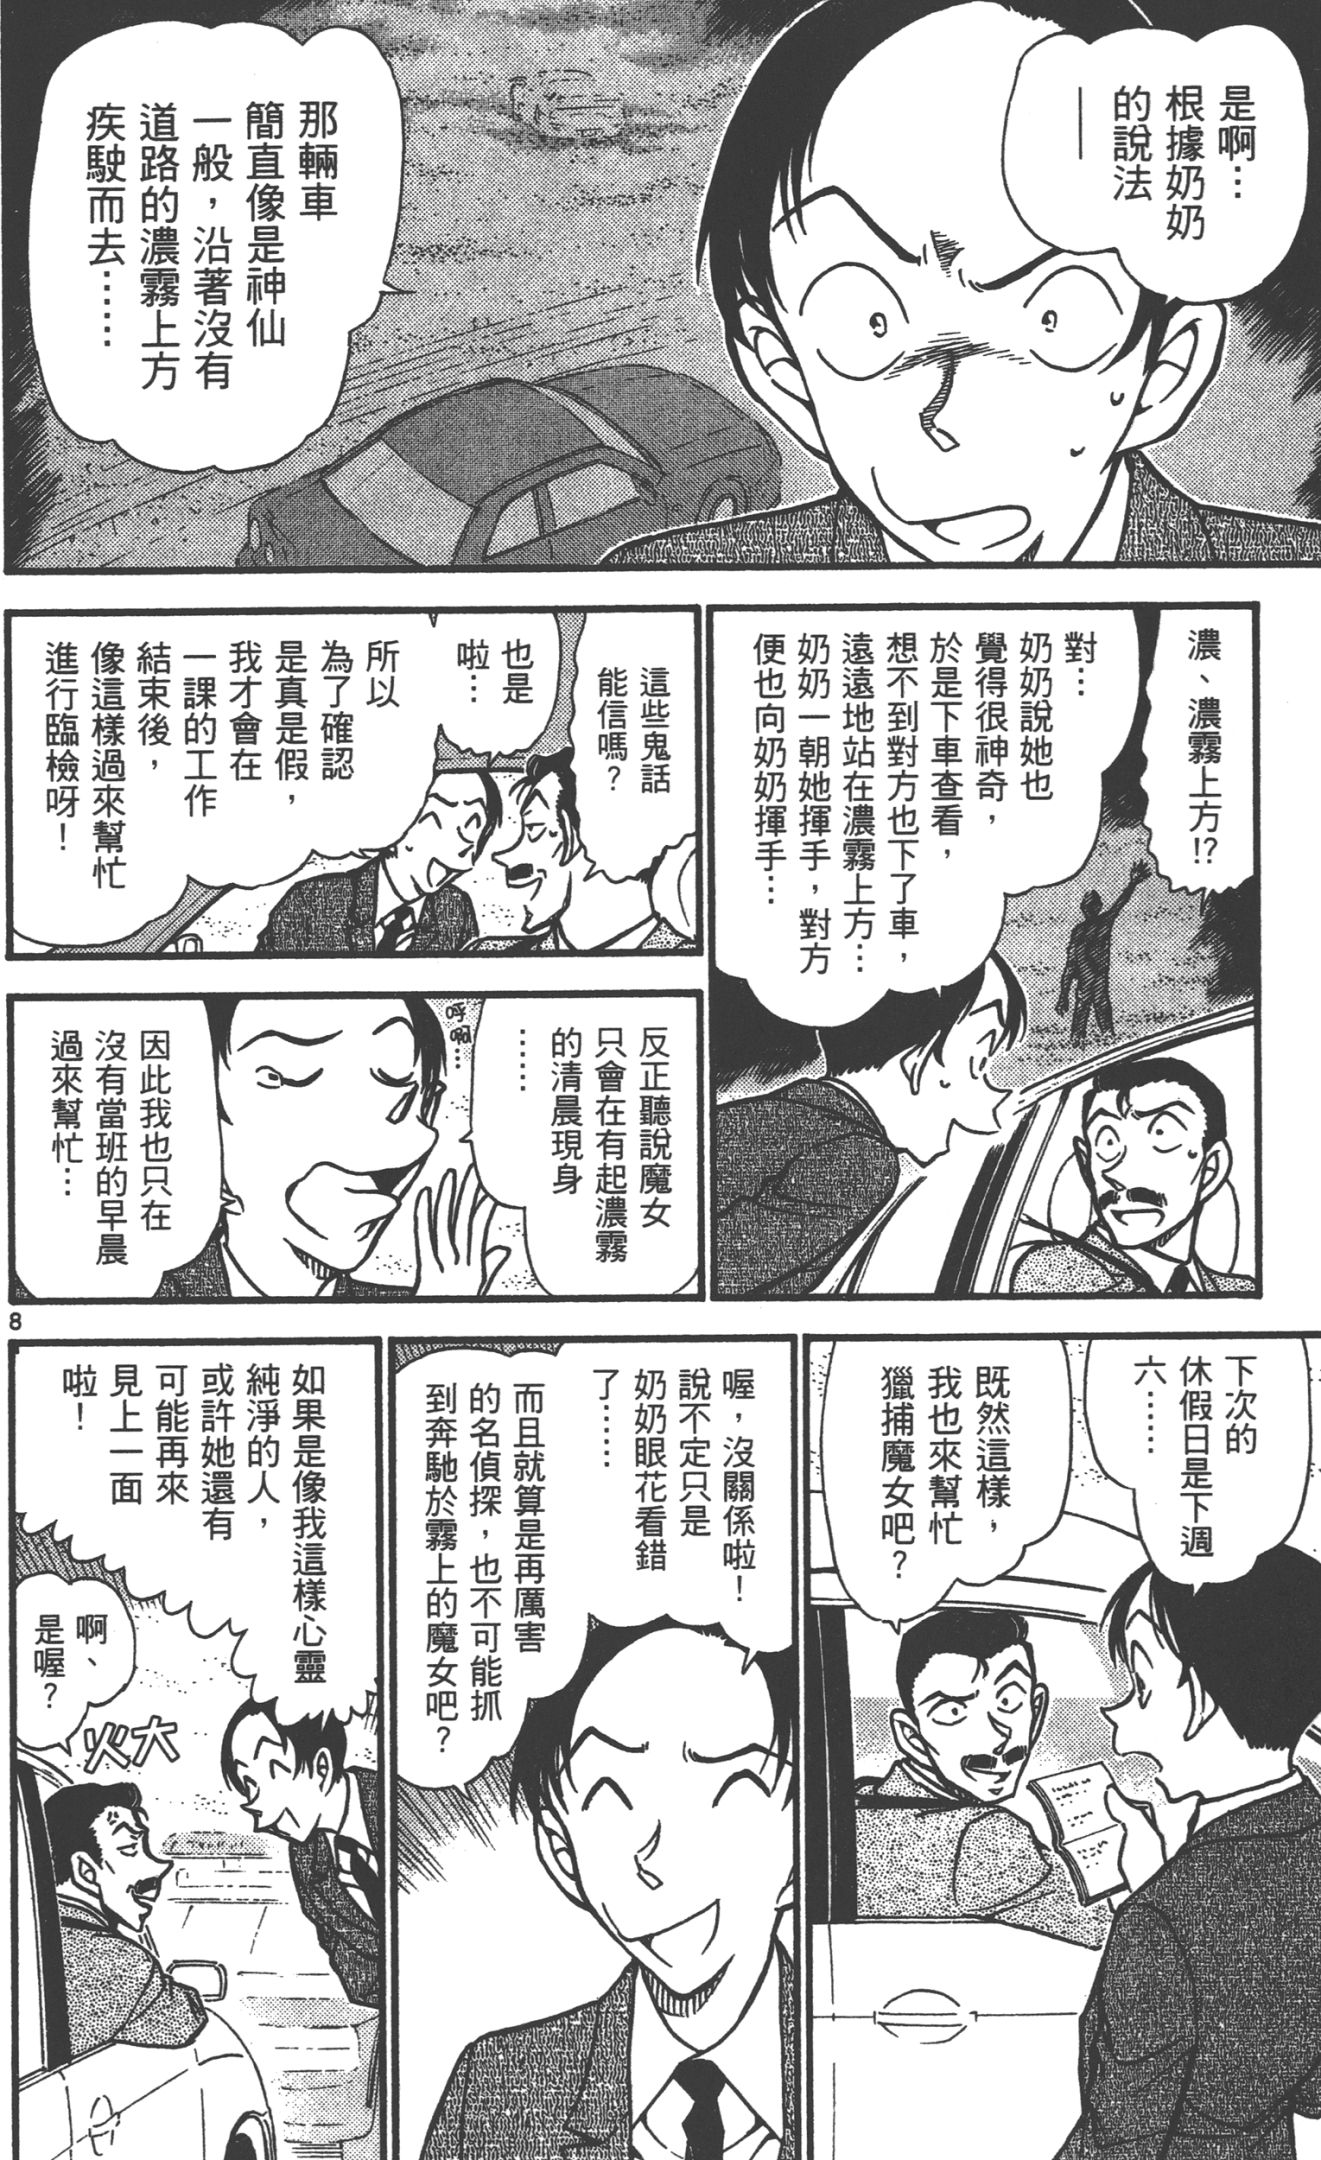 是啊…
根據奶奶
的說法
—
那輛車
簡直像是神仙
一般，沿著沒有
道路的濃霧上方
疾駛而去……
濃、濃霧上方!?
對…
奶奶說她也
覺得很神奇，
於是下車查看，
想不到對方也下了車，
遠遠地站在濃霧上方…
奶奶一朝她揮手，對方
便也向奶奶揮手…
這些鬼話
能信嗎？
也是
啦…
所以
為了確認
是真是假，
我才會在
一課的工作
結束後，
像這樣過來幫忙
進行臨檢呀！
反正聽說魔女
只會在有起濃霧
的清晨現身
……
呼啊…
因此我也只在
沒有當班的早晨
過來幫忙…
8
下次的
休假日是下週
六……
既然這樣，
我也來幫忙
獵捕魔女吧？
喔，沒關係啦！
說不定只是
奶奶眼花看錯
了……
而且就算是再厲害
的名偵探，也不可能抓
到奔馳於霧上的魔女吧？
如果是像我這樣心靈
純淨的人，
或許她還有
可能再來
見上一面
啦！
啊、
是喔？
火大